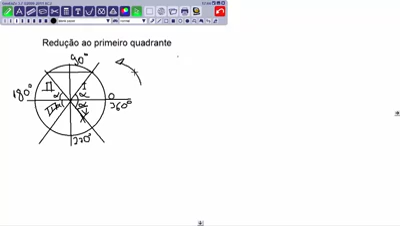 Redução ao primeiro quadrante
90°
II I
180° α α 0
III α α 360°
IV
270°